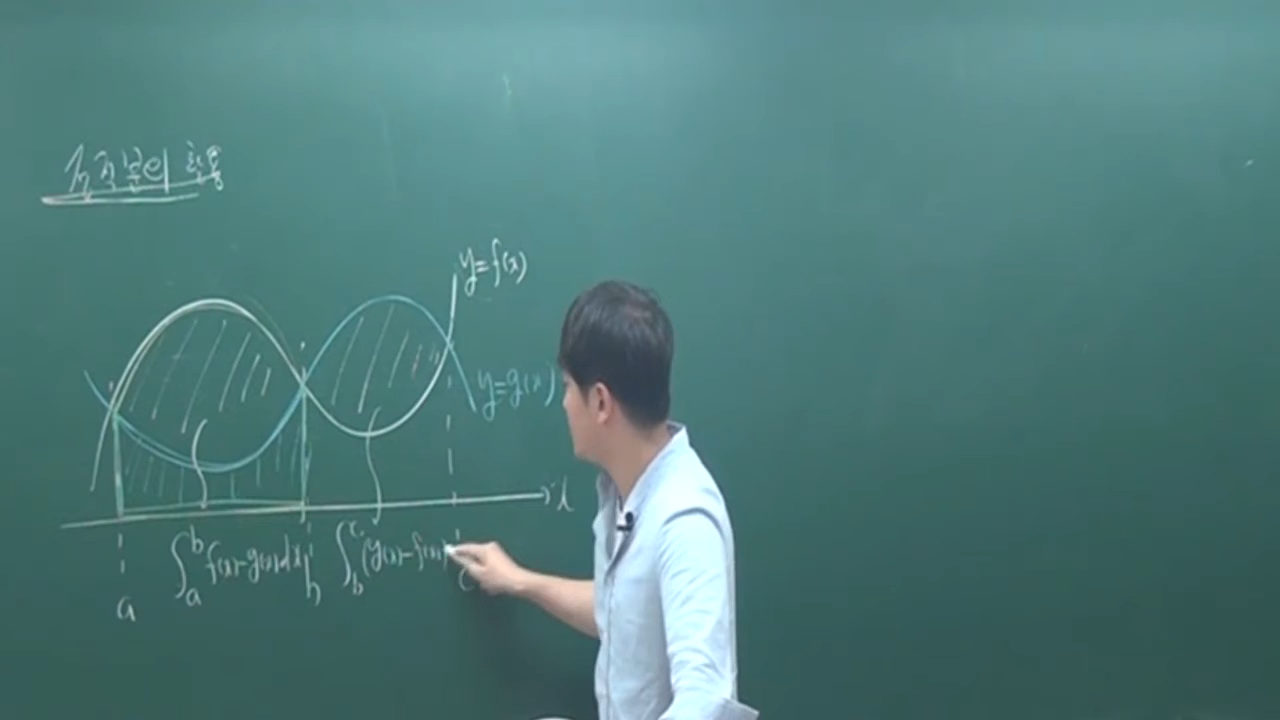 정적분의 활용
y=f(x)
y=g(x)
x
∫_a^b f(x)-g(x) dx
∫_b^c (g(x)-f(x))
a
b
c